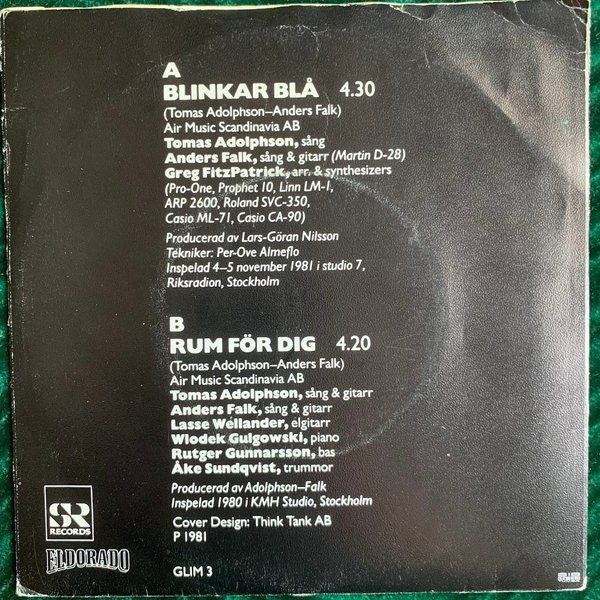 A
BLINKAR BLÅ 4.30
(Tomas Adolphson–Anders Falk)
Air Music Scandinavia AB
Tomas Adolphson, sång
Anders Falk, sång & gitarr (Martin D-28)
Greg FitzPatrick, arr. & synthesizers
(Pro-One, Prophet 10, Linn LM-1,
ARP 2600, Roland SVC-350,
Casio ML-71, Casio CA-90)
Producerad av Lars-Göran Nilsson
Tekniker: Per-Ove Almeflo
Inspelad 4–5 november 1981 i studio 7,
Riksradion, Stockholm
B
RUM FÖR DIG 4.20
(Tomas Adolphson–Anders Falk)
Air Music Scandinavia AB
Tomas Adolphson, sång & gitarr
Anders Falk, sång & gitarr
Lasse Wellander, elgitarr
Wlodek Gulgowski, piano
Rutger Gunnarsson, bas
Åke Sundqvist, trummor
Producerad av Adolphson–Falk
Inspelad 1980 i KMH Studio, Stockholm
Cover Design: Think Tank AB
P 1981
SR
RECORDS
ELDORADO
GLIM 3